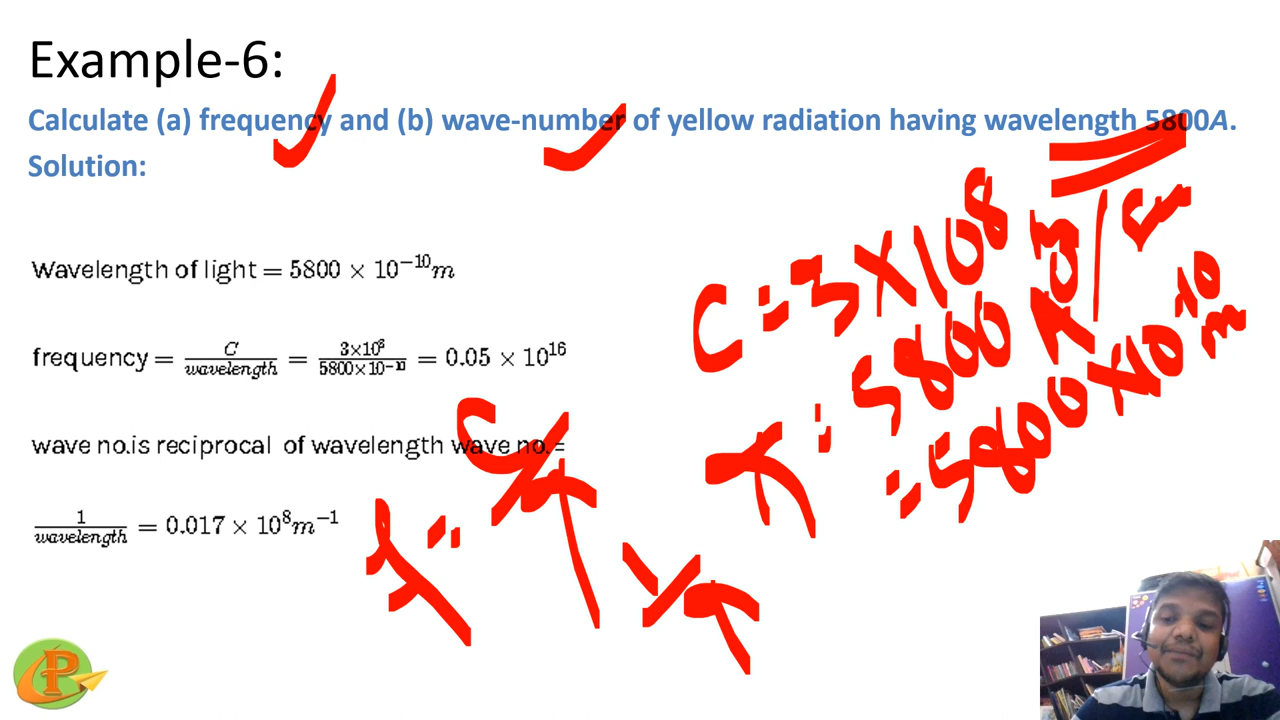 Example-6:
Calculate (a) frequency and (b) wave-number of yellow radiation having wavelength 5800A.
Solution:
Wavelength of light = 5800 × 10⁻¹⁰m
frequency = C/wavelength = 3×10⁸/5800×10⁻¹⁰ = 0.05 × 10¹⁶
wave no.is reciprocal of wavelength wave no. =
1/wavelength = 0.017 × 10⁸m⁻¹
C = 3 × 10⁸
λ = 5800 A
= 5800 × 10⁻¹⁰ m
f = C/λ
1/λ
P